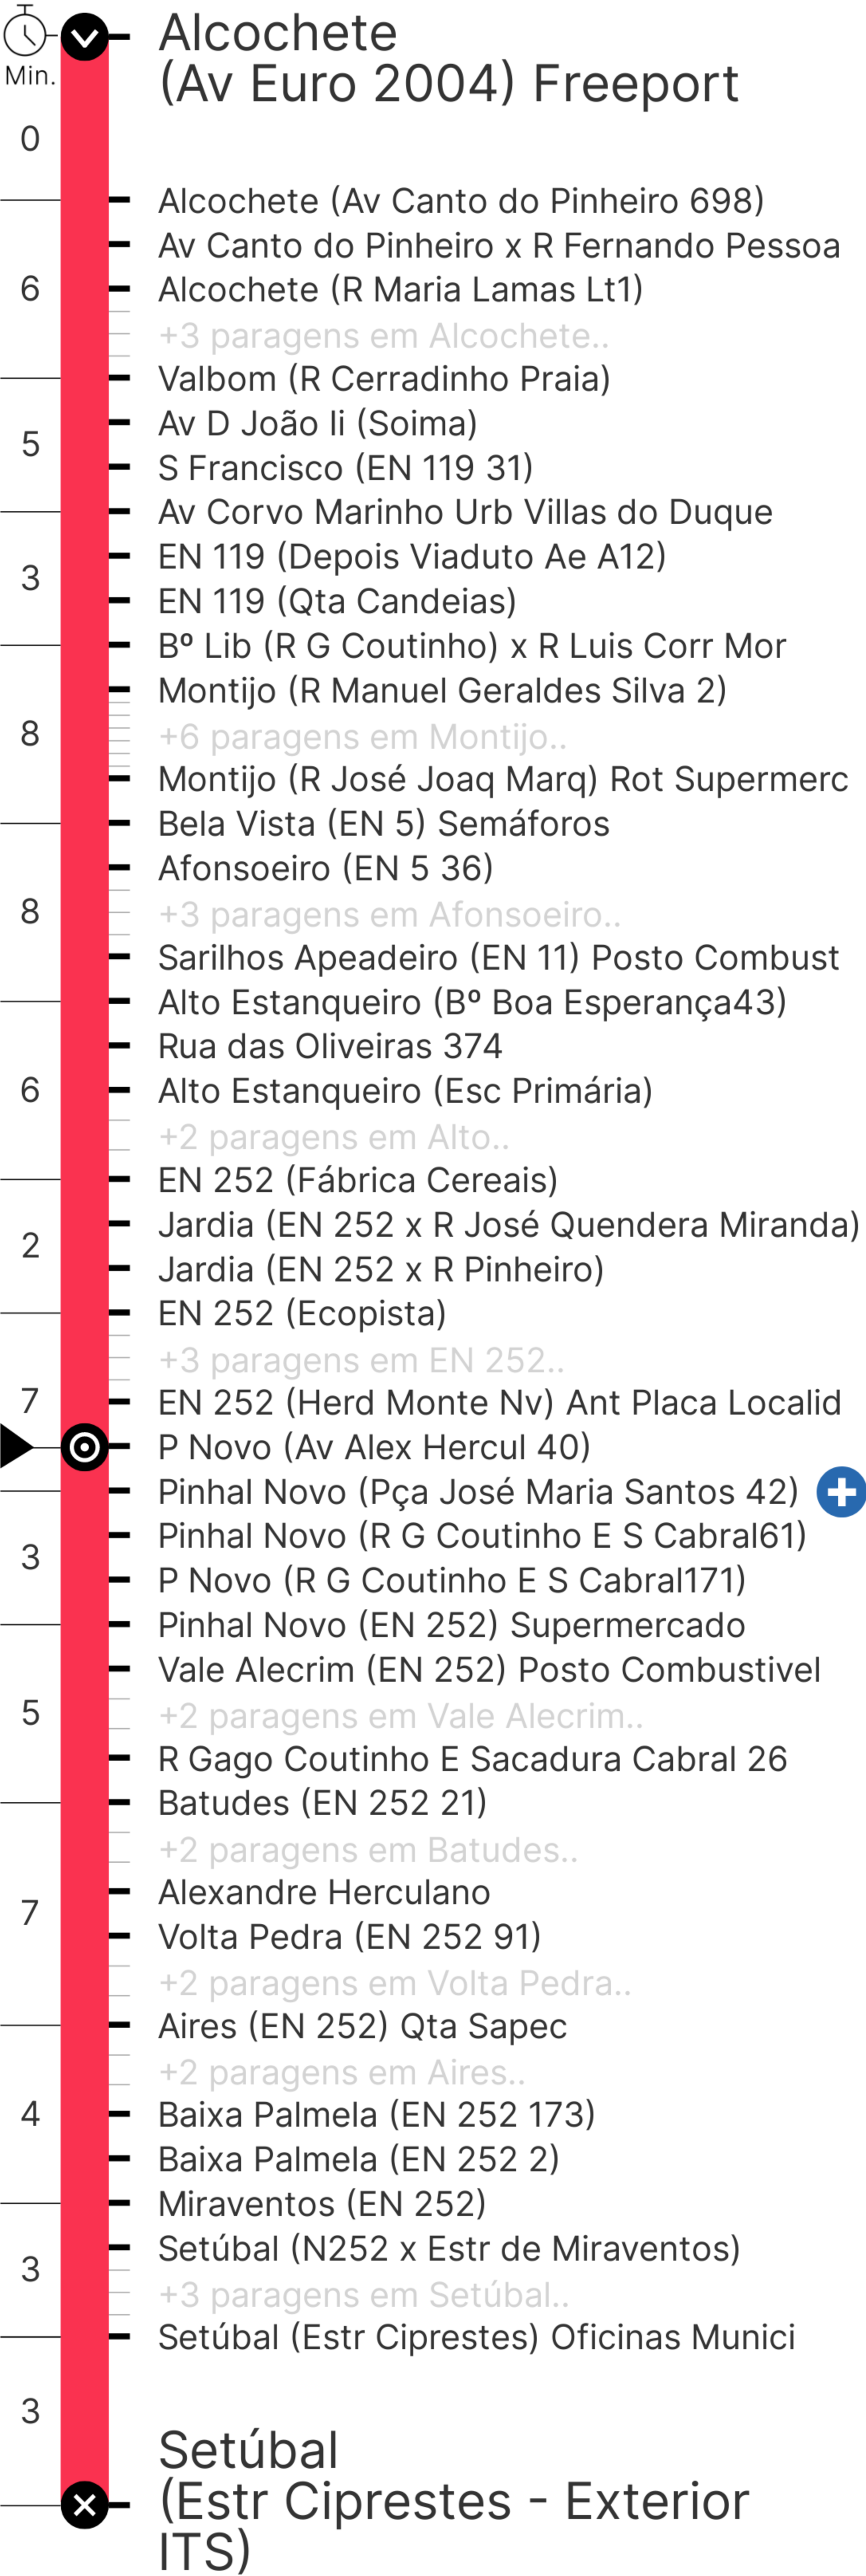 Alcochete
(Av Euro 2004) Freeport
Min.
0
Alcochete (Av Canto do Pinheiro 698)
Av Canto do Pinheiro x R Fernando Pessoa
6
Alcochete (R Maria Lamas Lt1)
+3 paragens em Alcochete..
Valbom (R Cerradinho Praia)
Av D João Ii (Soima)
5
S Francisco (EN 119 31)
Av Corvo Marinho Urb Villas do Duque
EN 119 (Depois Viaduto Ae A12)
3
EN 119 (Qta Candeias)
Bº Lib (R G Coutinho) x R Luis Corr Mor
Montijo (R Manuel Geraldes Silva 2)
8
+6 paragens em Montijo..
Montijo (R José Joaq Marq) Rot Supermerc
Bela Vista (EN 5) Semáforos
Afonsoeiro (EN 5 36)
8
+3 paragens em Afonsoeiro..
Sarilhos Apeadeiro (EN 11) Posto Combust
Alto Estanqueiro (Bº Boa Esperança43)
Rua das Oliveiras 374
6
Alto Estanqueiro (Esc Primária)
+2 paragens em Alto..
EN 252 (Fábrica Cereais)
Jardia (EN 252 x R José Quendera Miranda)
2
Jardia (EN 252 x R Pinheiro)
EN 252 (Ecopista)
+3 paragens em EN 252..
7
EN 252 (Herd Monte Nv) Ant Placa Localid
P Novo (Av Alex Hercul 40)
Pinhal Novo (Pça José Maria Santos 42)
Pinhal Novo (R G Coutinho E S Cabral61)
3
P Novo (R G Coutinho E S Cabral171)
Pinhal Novo (EN 252) Supermercado
Vale Alecrim (EN 252) Posto Combustivel
5
+2 paragens em Vale Alecrim..
R Gago Coutinho E Sacadura Cabral 26
Batudes (EN 252 21)
+2 paragens em Batudes..
Alexandre Herculano
7
Volta Pedra (EN 252 91)
+2 paragens em Volta Pedra..
Aires (EN 252) Qta Sapec
+2 paragens em Aires..
4
Baixa Palmela (EN 252 173)
Baixa Palmela (EN 252 2)
Miraventos (EN 252)
Setúbal (N252 x Estr de Miraventos)
3
+3 paragens em Setúbal..
Setúbal (Estr Ciprestes) Oficinas Munici
3
Setúbal
(Estr Ciprestes - Exterior
ITS)